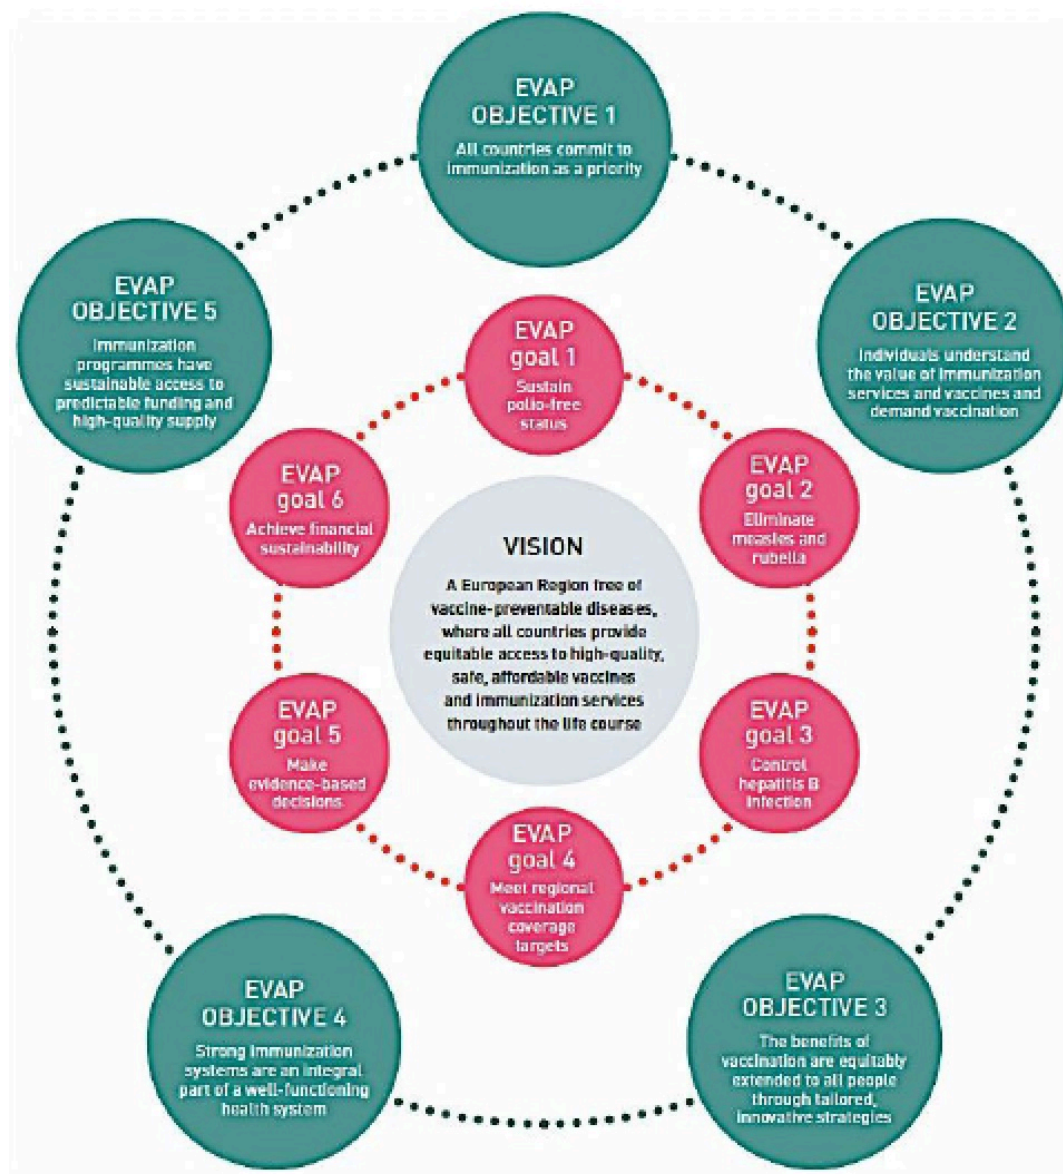 EVAP
OBJECTIVE 1
All countries commit to
immunization as a priority
EVAP
OBJECTIVE 5
Immunization
programmes have
sustainable access to
predictable funding and
high-quality supply
EVAP
OBJECTIVE 2
Individuals understand
the value of immunization
services and vaccines and
demand vaccination
EVAP
goal 1
Sustain
polio-free
status
EVAP
goal 6
Achieve financial
sustainability
EVAP
goal 2
Eliminate
measles and
rubella
VISION
A European Region free of
vaccine-preventable diseases,
where all countries provide
equitable access to high-quality,
safe, affordable vaccines
and immunization services
throughout the life course
EVAP
goal 5
Make
evidence-based
decisions
EVAP
goal 3
Control
hepatitis B
infection
EVAP
goal 4
Meet regional
vaccination
coverage
targets
EVAP
OBJECTIVE 4
Strong immunization
systems are an integral
part of a well-functioning
health system
EVAP
OBJECTIVE 3
The benefits of
vaccination are equitably
extended to all people
through tailored,
innovative strategies